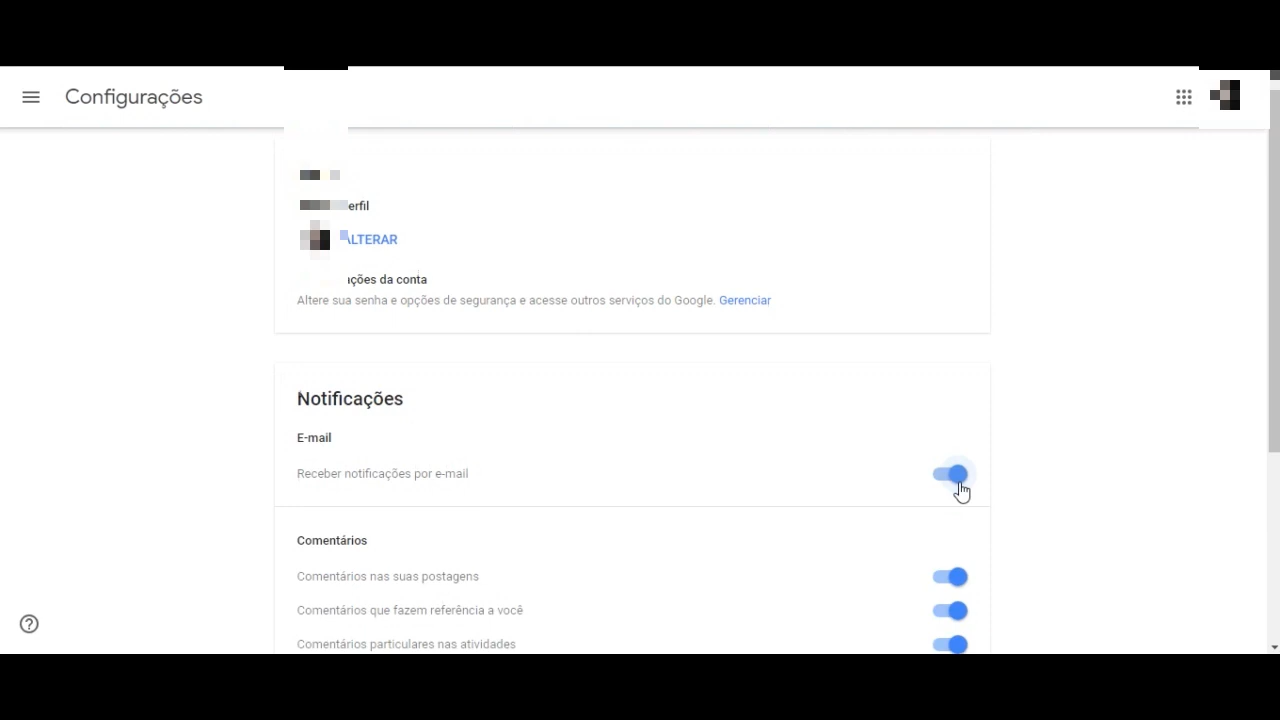 Configurações
erfil
ALTERAR
ções da conta
Altere sua senha e opções de segurança e acesse outros serviços do Google. Gerenciar
Notificações
E-mail
Receber notificações por e-mail
Comentários
Comentários nas suas postagens
Comentários que fazem referência a você
Comentários particulares nas atividades